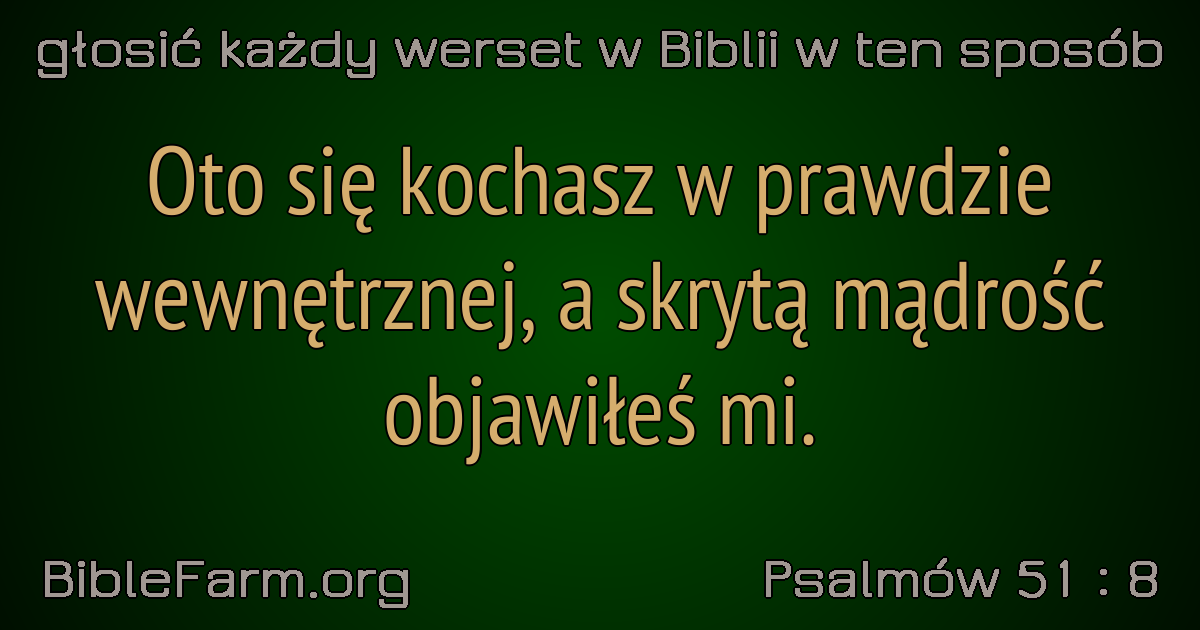 głosić każdy werset w Biblii w ten sposób
Oto się kochasz w prawdzie
wewnętrznej, a skrytą mądrość
objawiłeś mi.
BibleFarm.org
Psalmów 51 : 8